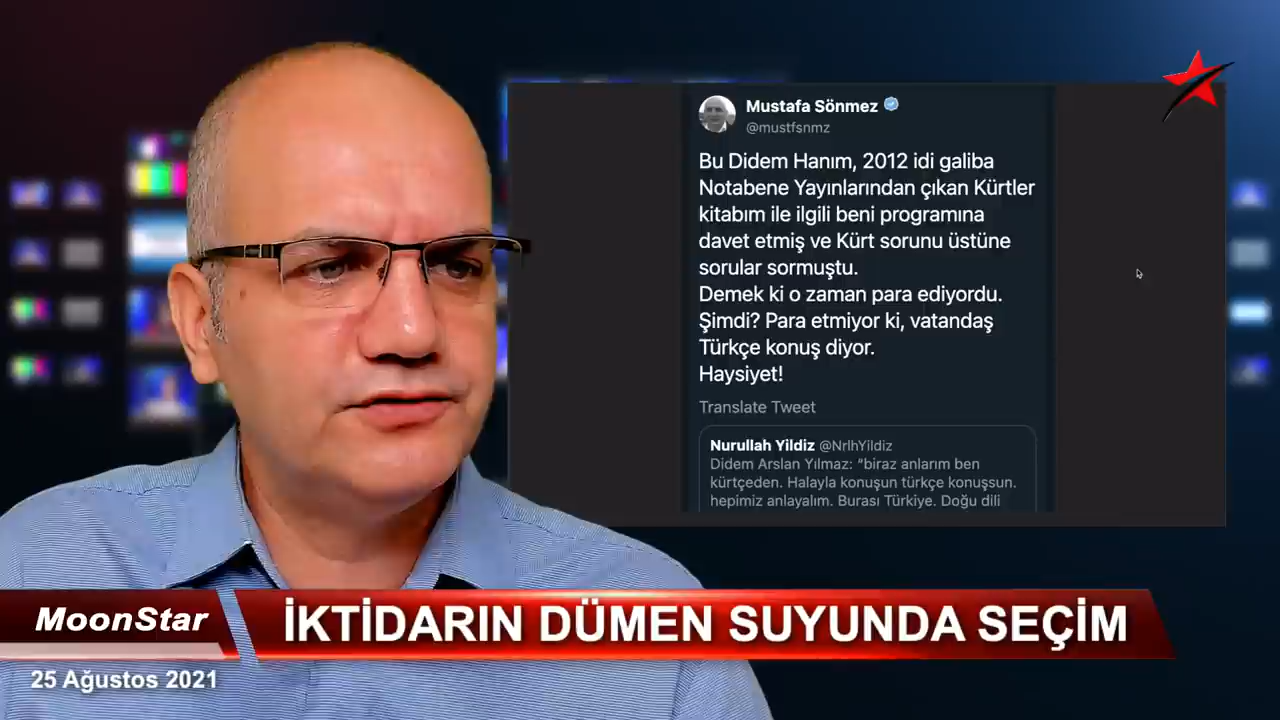 Mustafa Sönmez
@mustfsnmz
Bu Didem Hanım, 2012 idi galiba
Notabene Yayınlarından çıkan Kürtler
kitabım ile ilgili beni programına
davet etmiş ve Kürt sorunu üstüne
sorular sormuştu.
Demek ki o zaman para ediyordu.
Şimdi? Para etmiyor ki, vatandaş
Türkçe konuş diyor.
Haysiyet!
Translate Tweet
Nurullah Yildiz @NrlhYildiz
Didem Arslan Yılmaz: “biraz anlarım ben
kürtçeden. Halayla konuşun türkçe konuşsun.
hepimiz anlayalım. Burası Türkiye. Doğu dili
MoonStar
İKTİDARIN DÜMEN SUYUNDA SEÇİM
25 Ağustos 2021